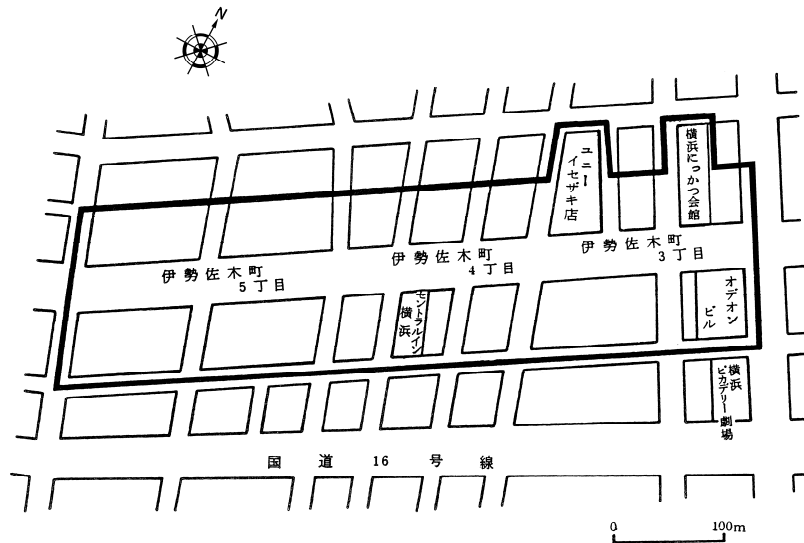 N
ユニー
イセザキ店
横浜にっかつ会館
伊勢佐木町
3丁目
伊勢佐木町
4丁目
伊勢佐木町
5丁目
オデオン
ビル
横浜
セントラルイン
横浜
ピカデリー劇場
国道16号線
0 100m